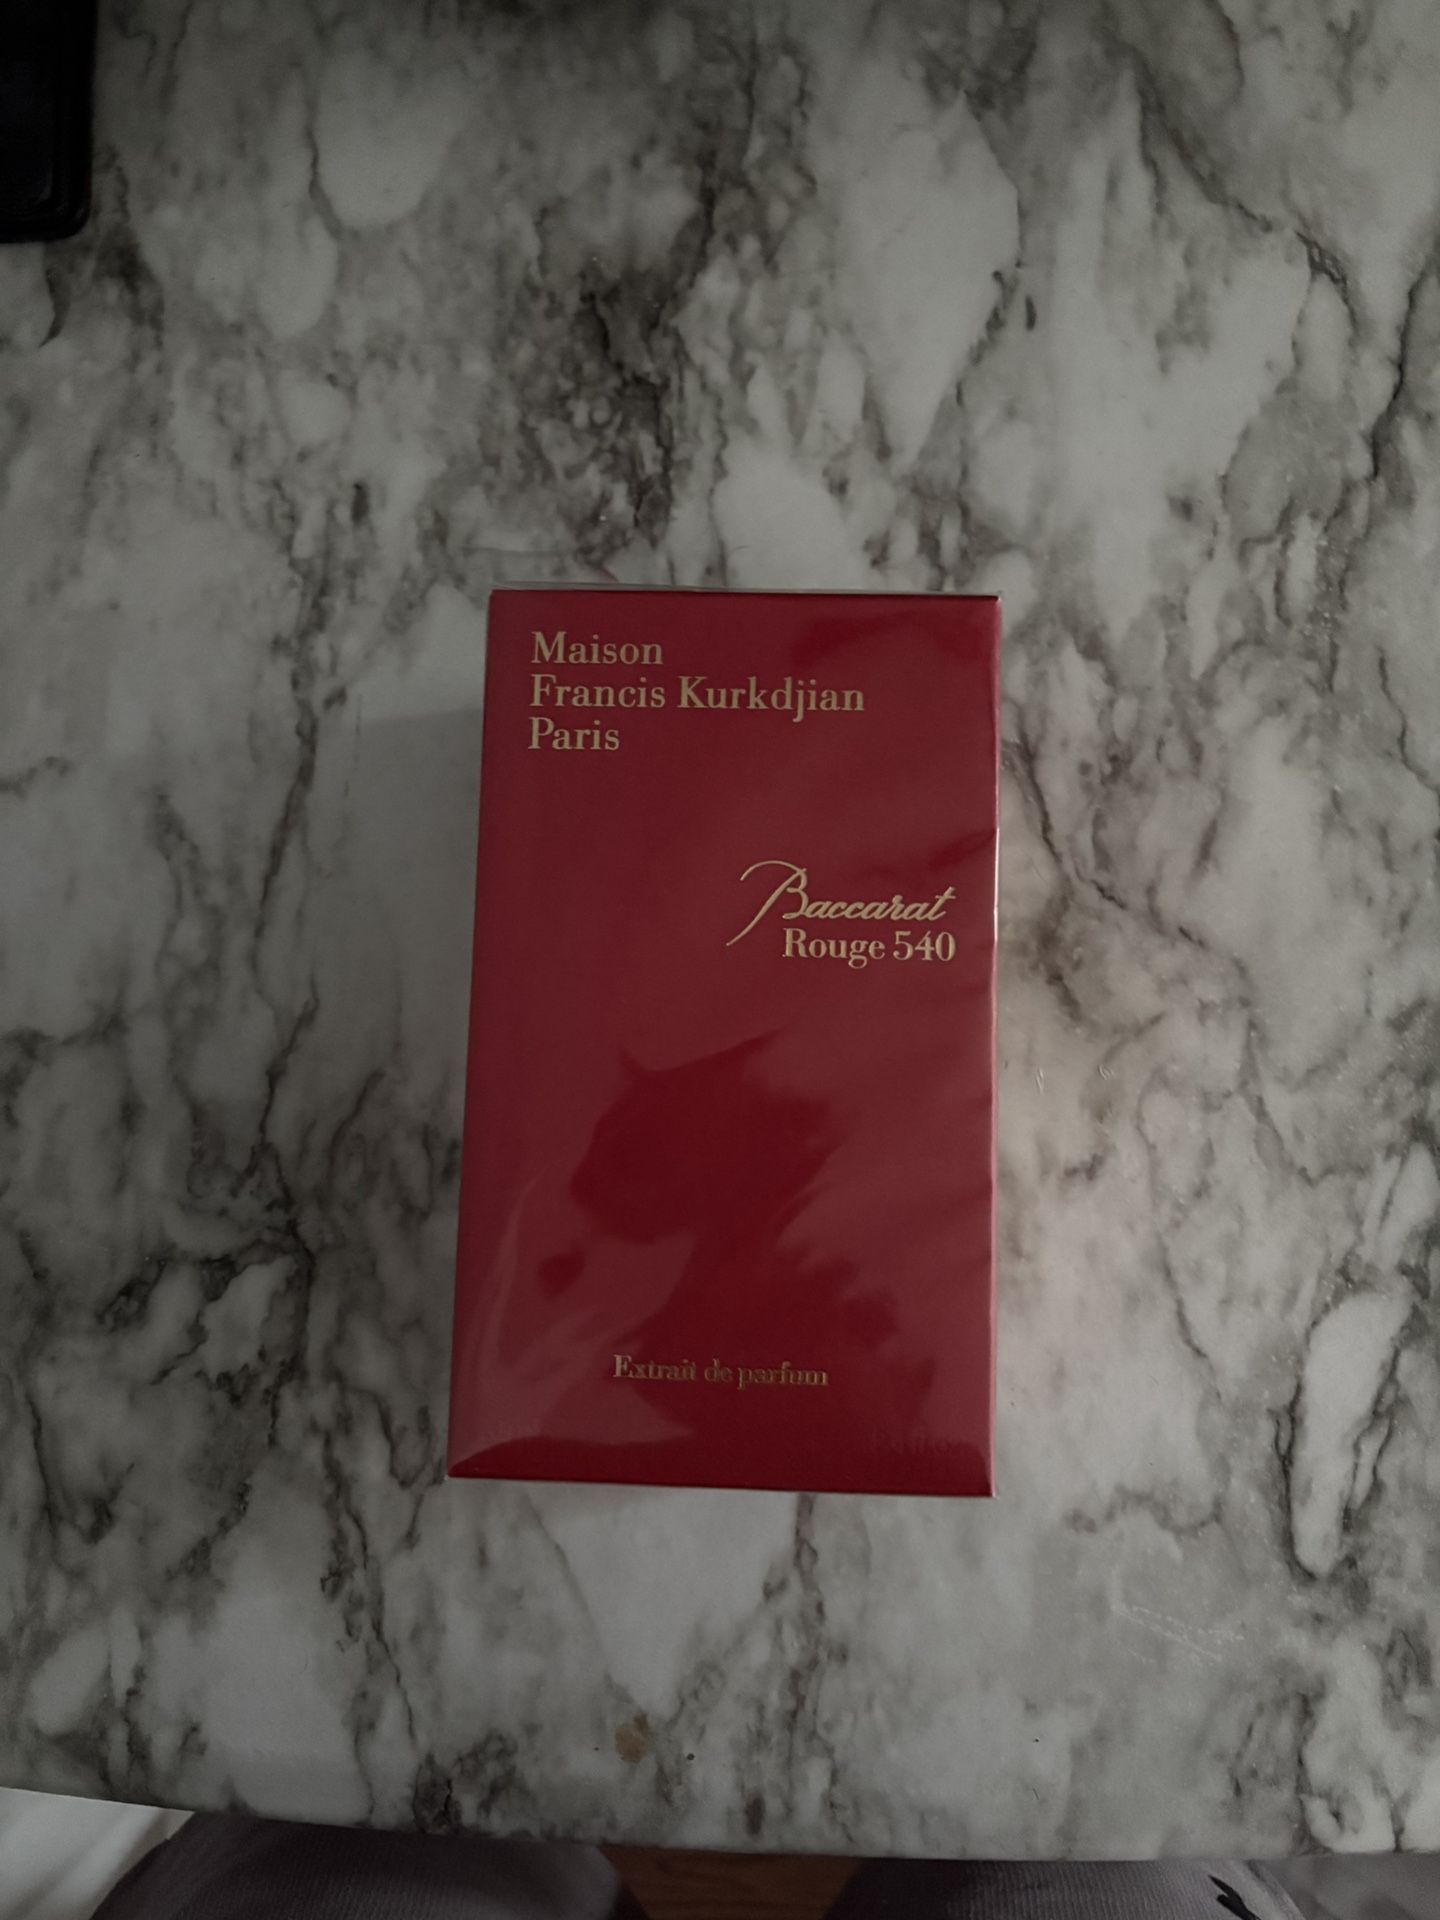 Maison
Francis Kurkdjian
Paris
Baccarat
Rouge 540
Extrait de parfum